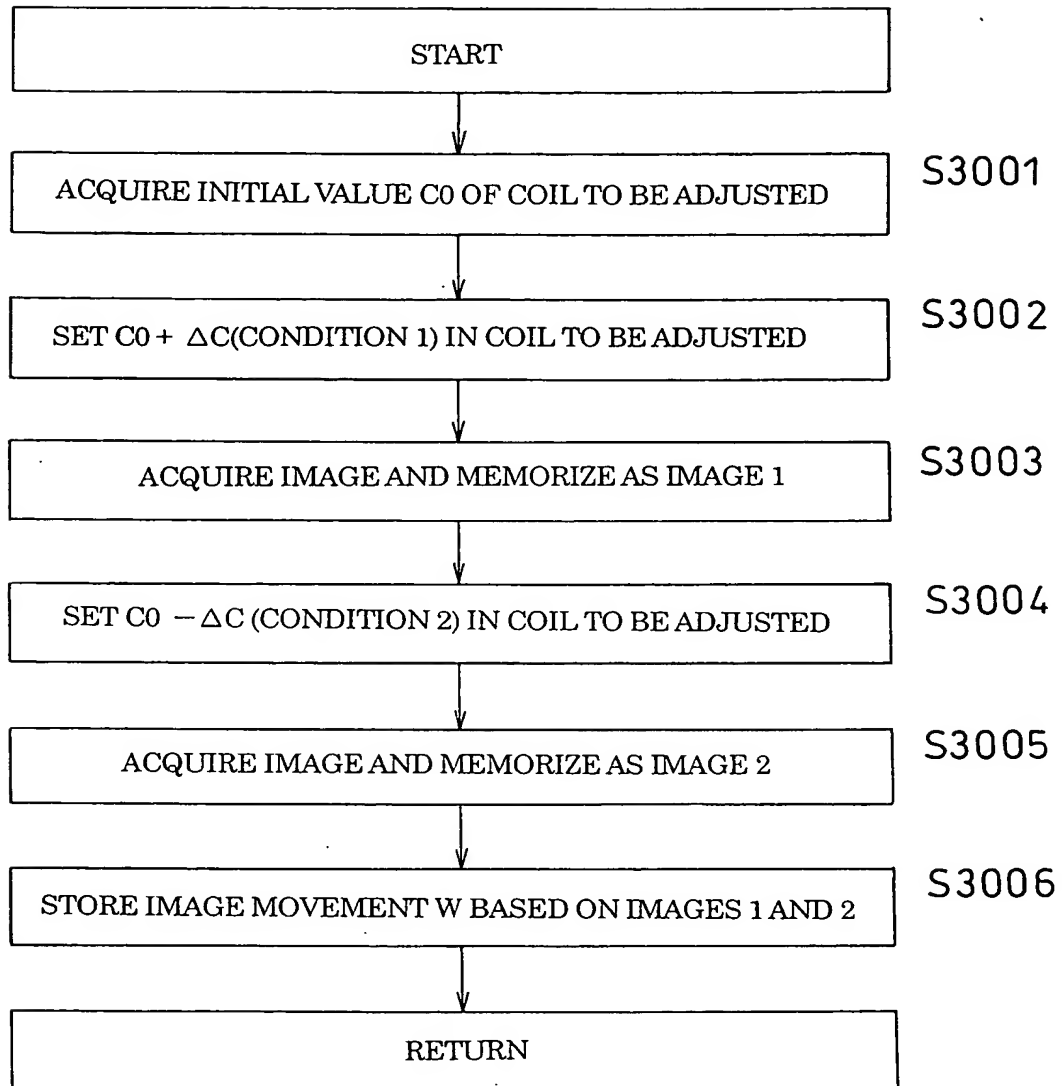 START
ACQUIRE INITIAL VALUE C0 OF COIL TO BE ADJUSTED
S3001
SET C0 + △C(CONDITION 1) IN COIL TO BE ADJUSTED
S3002
ACQUIRE IMAGE AND MEMORIZE AS IMAGE 1
S3003
SET C0 －△C (CONDITION 2) IN COIL TO BE ADJUSTED
S3004
ACQUIRE IMAGE AND MEMORIZE AS IMAGE 2
S3005
STORE IMAGE MOVEMENT W BASED ON IMAGES 1 AND 2
S3006
RETURN